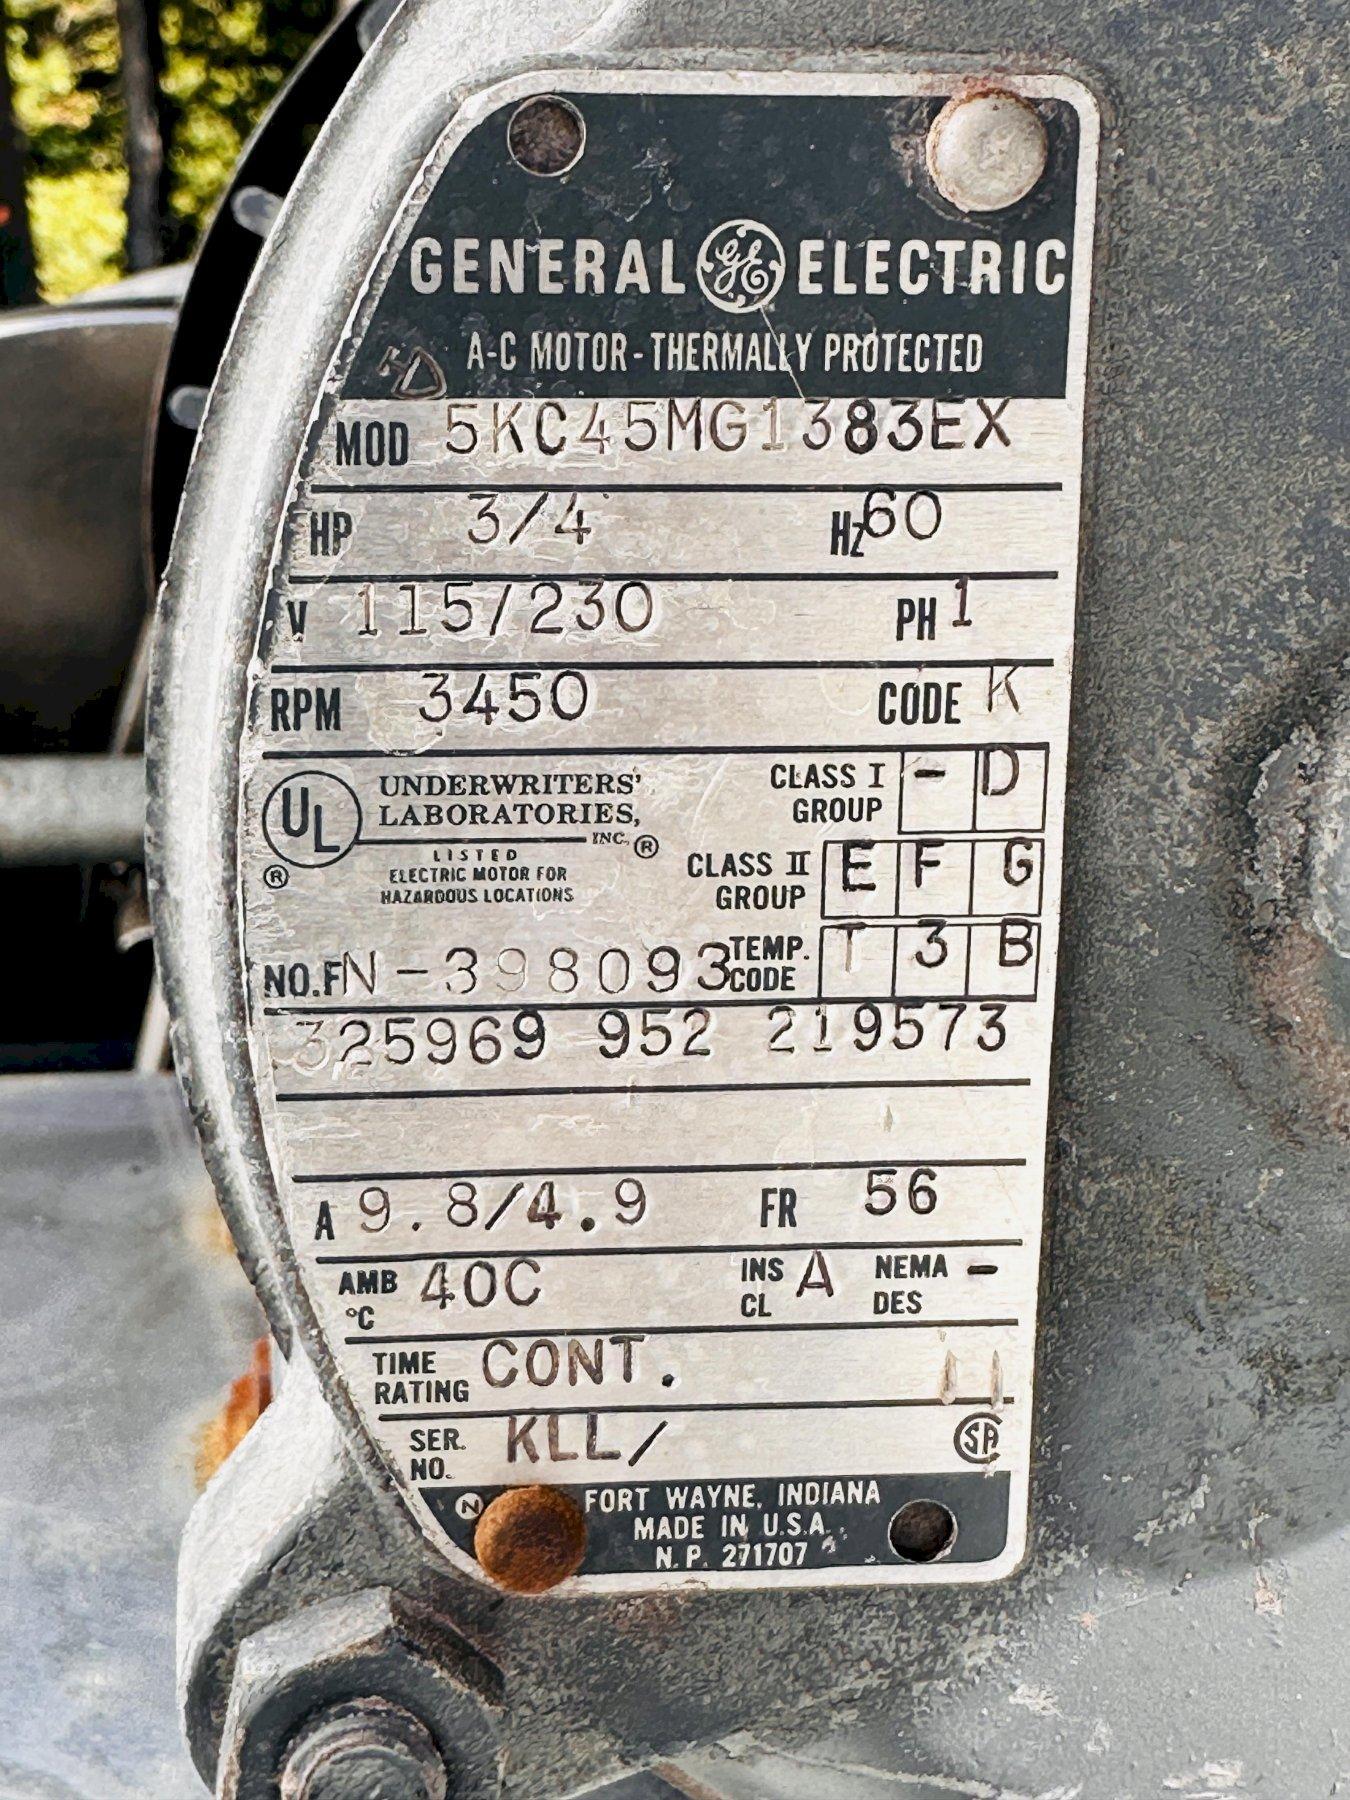 GENERAL GE ELECTRIC
A-C MOTOR - THERMALLY PROTECTED
MOD 5KC45MG1383EX
HP 3/4 Hz 60
V 115/230 PH 1
RPM 3450 CODE K
UL ® UNDERWRITERS' LABORATORIES, INC. ®
LISTED
ELECTRIC MOTOR FOR
HAZARDOUS LOCATIONS
CLASS I GROUP - D
CLASS II GROUP E F G
NO. FN-398093 TEMP. CODE T 3 B
325969 952 219573
A 9.8/4.9 FR 56
AMB °C 40C INS CL A NEMA DES -
TIME RATING CONT.
SER. NO. KLL/
SA
N FORT WAYNE, INDIANA
MADE IN U.S.A.
N.P. 271707